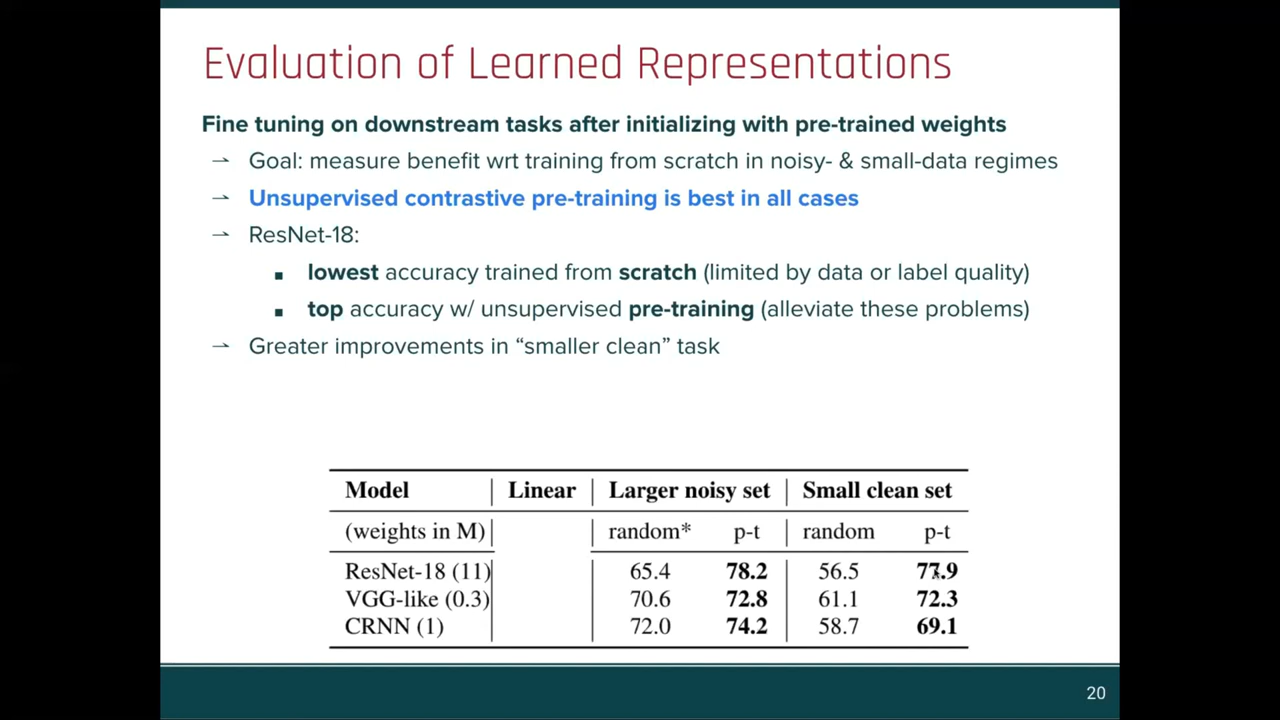 Evaluation of Learned Representations
Fine tuning on downstream tasks after initializing with pre-trained weights
→ Goal: measure benefit wrt training from scratch in noisy- & small-data regimes
→ Unsupervised contrastive pre-training is best in all cases
→ ResNet-18:
▪ lowest accuracy trained from scratch (limited by data or label quality)
▪ top accuracy w/ unsupervised pre-training (alleviate these problems)
→ Greater improvements in “smaller clean” task
Model | Linear | Larger noisy set | Small clean set
(weights in M) | | random* p-t | random p-t
ResNet-18 (11) | | 65.4 78.2 | 56.5 77.9
VGG-like (0.3) | | 70.6 72.8 | 61.1 72.3
CRNN (1) | | 72.0 74.2 | 58.7 69.1
20